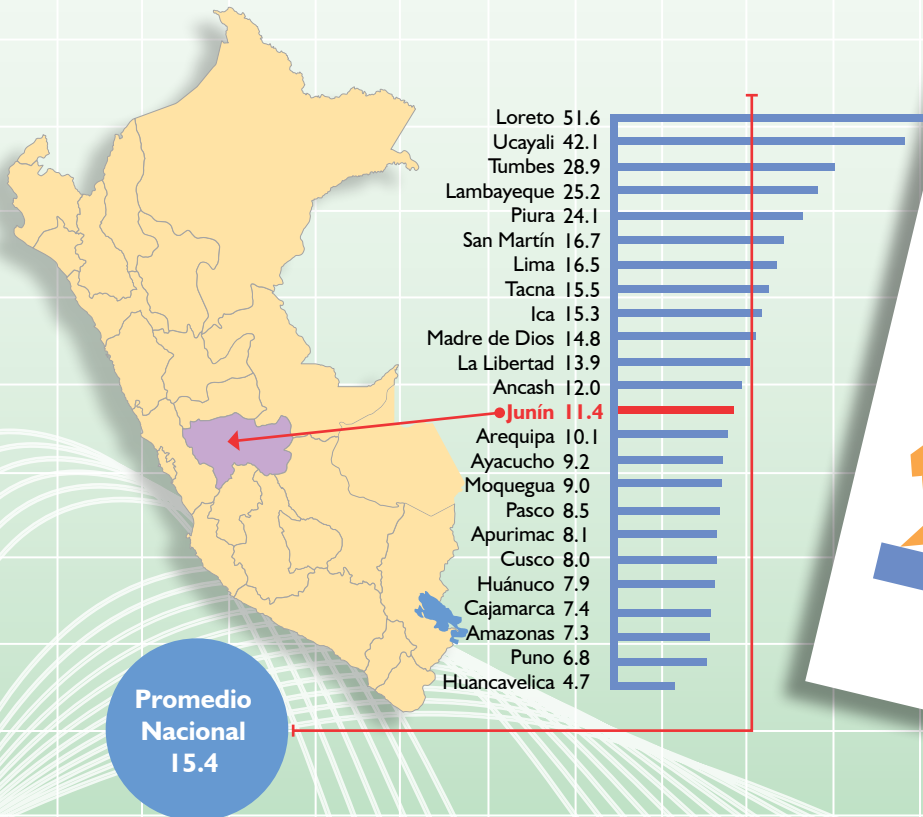 Loreto 51.6
Ucayali 42.1
Tumbes 28.9
Lambayeque 25.2
Piura 24.1
San Martín 16.7
Lima 16.5
Tacna 15.5
Ica 15.3
Madre de Dios 14.8
La Libertad 13.9
Ancash 12.0
Junín 11.4
Arequipa 10.1
Ayacucho 9.2
Moquegua 9.0
Pasco 8.5
Apurimac 8.1
Cusco 8.0
Huánuco 7.9
Cajamarca 7.4
Amazonas 7.3
Puno 6.8
Huancavelica 4.7
Promedio
Nacional
15.4